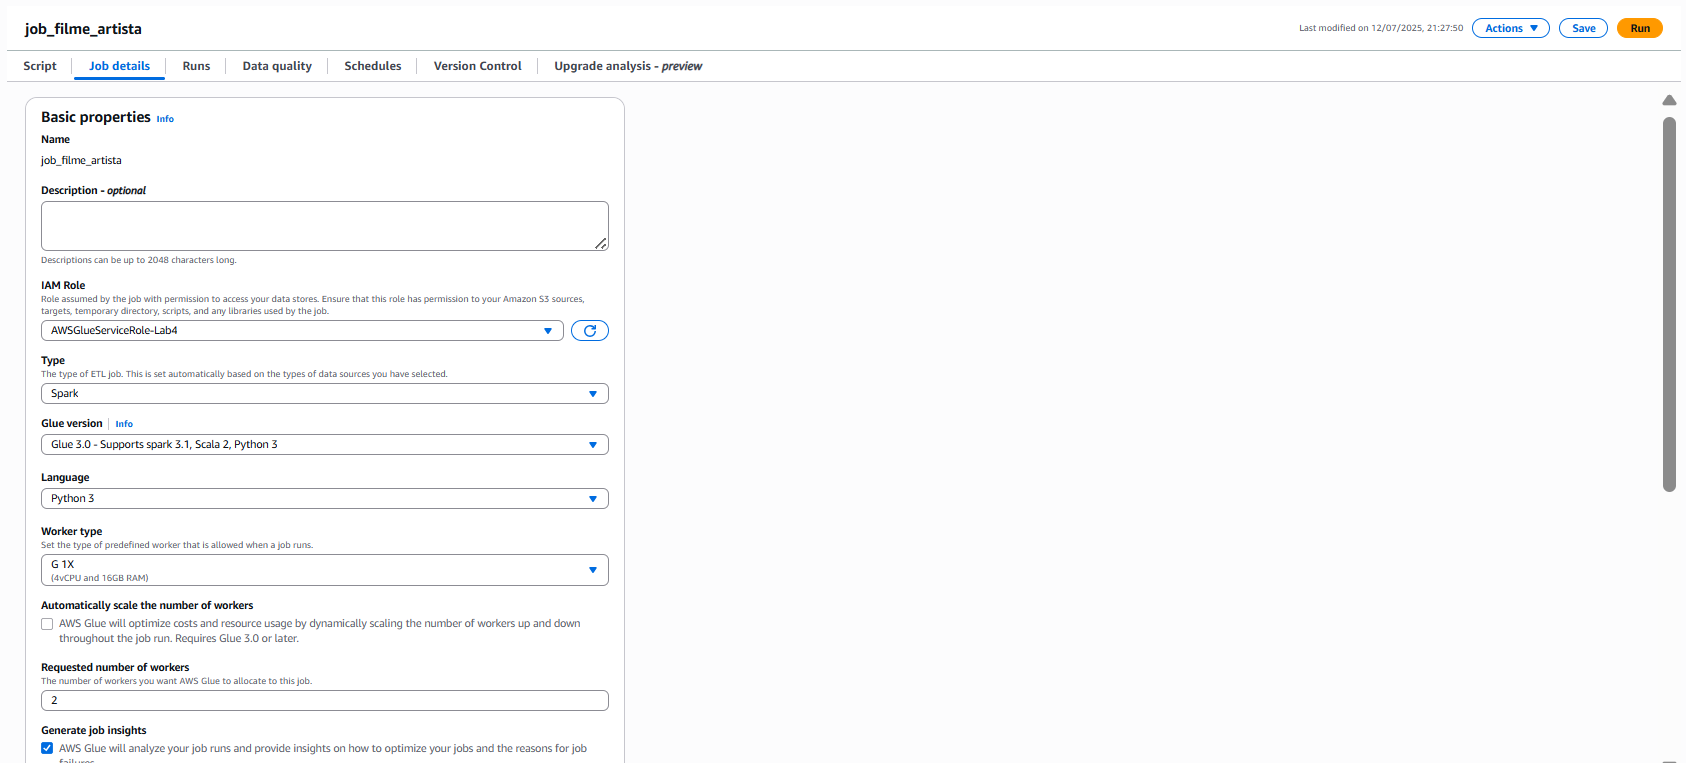 job_filme_artista
Last modified on 12/07/2025, 21:27:50
Actions
Save
Run
Script
Job details
Runs
Data quality
Schedules
Version Control
Upgrade analysis - preview
Basic properties Info
Name
job_filme_artista
Description - optional
Descriptions can be up to 2048 characters long.
IAM Role
Role assumed by the job with permission to access your data stores. Ensure that this role has permission to your Amazon S3 sources,
targets, temporary directory, scripts, and any libraries used by the job.
AWSGlueServiceRole-Lab4
Type
The type of ETL job. This is set automatically based on the types of data sources you have selected.
Spark
Glue version Info
Glue 3.0 - Supports spark 3.1, Scala 2, Python 3
Language
Python 3
Worker type
Set the type of predefined worker that is allowed when a job runs.
G 1X
(4vCPU and 16GB RAM)
Automatically scale the number of workers
AWS Glue will optimize costs and resource usage by dynamically scaling the number of workers up and down
throughout the job run. Requires Glue 3.0 or later.
Requested number of workers
The number of workers you want AWS Glue to allocate to this job.
2
Generate job insights
AWS Glue will analyze your job runs and provide insights on how to optimize your jobs and the reasons for job
failures.